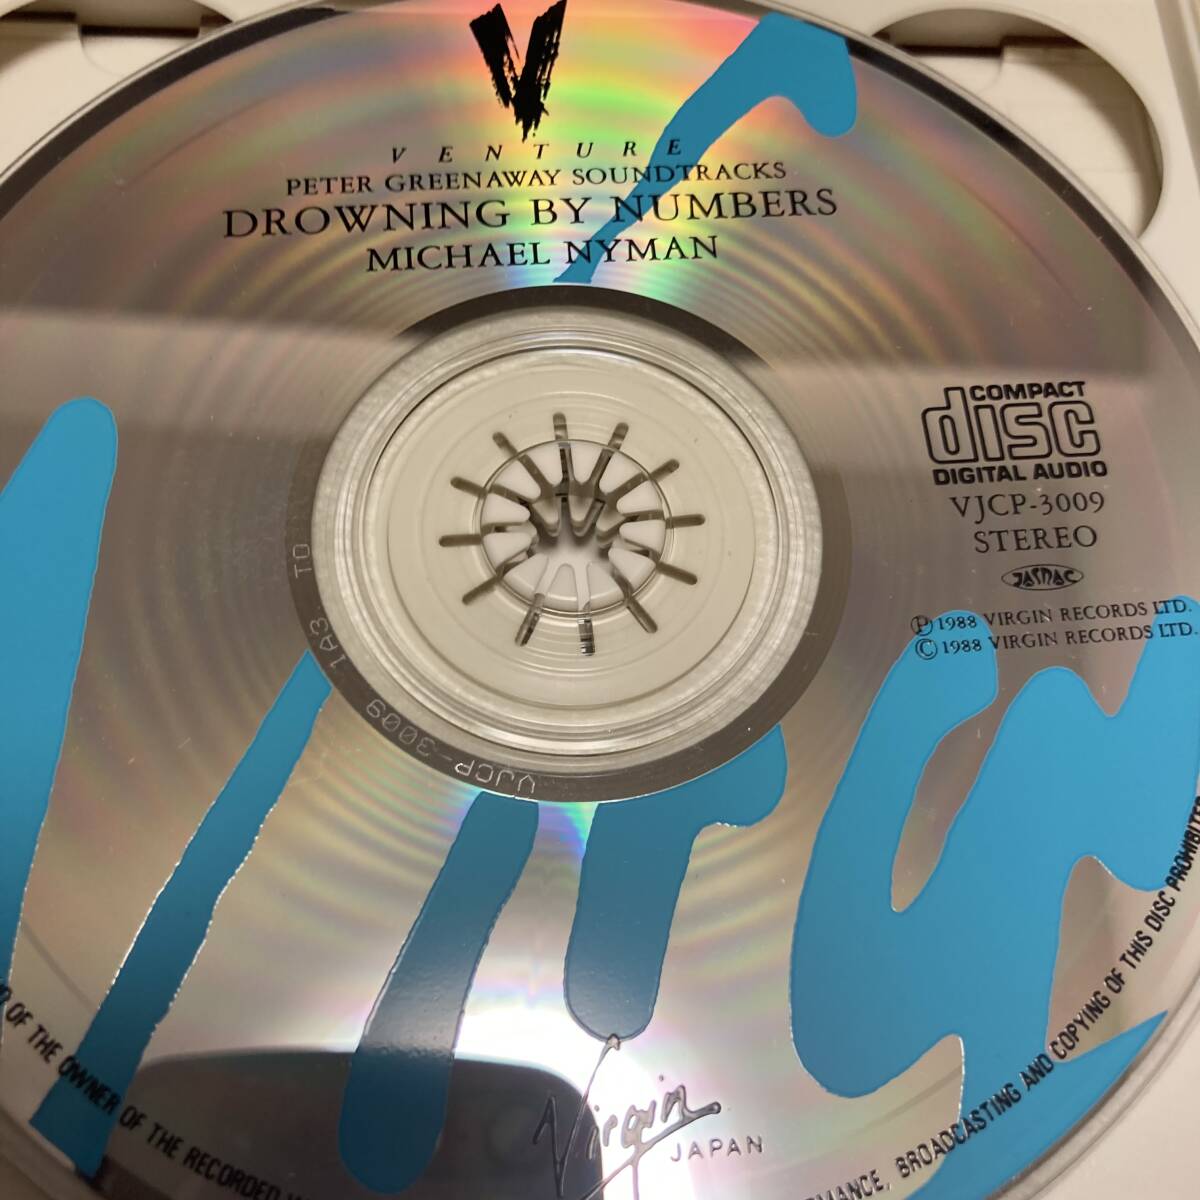 V
VENTURE
PETER GREENAWAY SOUNDTRACKS
DROWNING BY NUMBERS
MICHAEL NYMAN
COMPACT
disc
DIGITAL AUDIO
VJCP-3009
STEREO
JASRAC
Ⓟ1988 VIRGIN RECORDS LTD.
©1988 VIRGIN RECORDS LTD.
VJCP-3009 1A3 TO
Virgin
JAPAN
OF THE OWNER OF THE RECORDED
BROADCASTING AND COPYING OF THIS DISC PROHIBITED